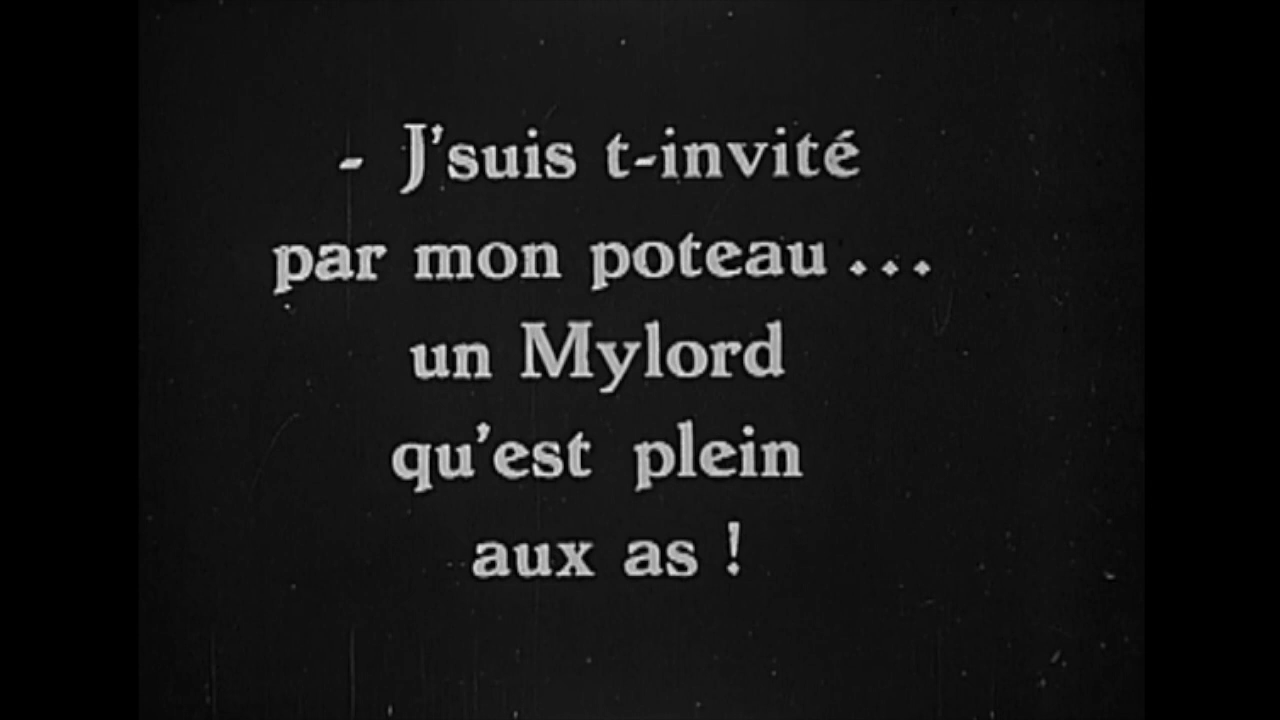 - J'suis t-invité
par mon poteau...
un Mylord
qu'est plein
aux as !